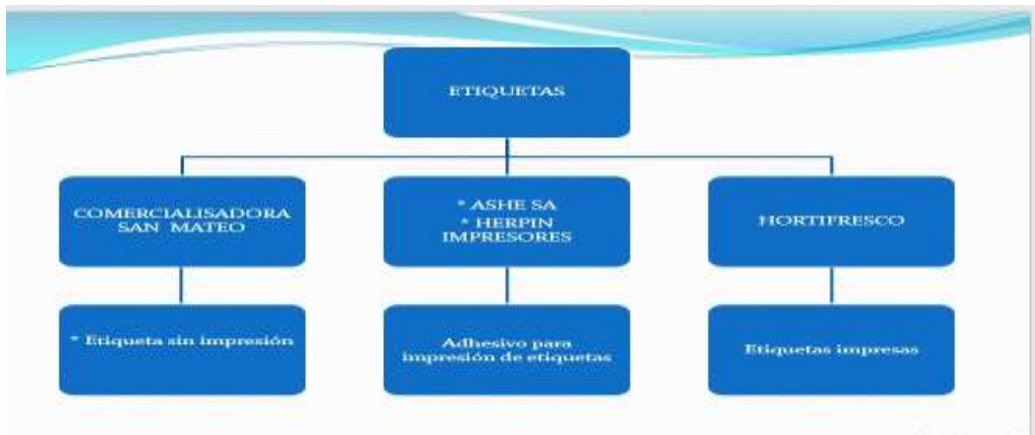 ETIQUETAS
COMERCIALISADORA
SAN MATEO
* ASHE SA
* HERPIN
IMPRESORES
HORTIFRESCO
* Etiqueta sin impresión
Adhesivo para
impresión de etiquetas
Etiquetas impresas